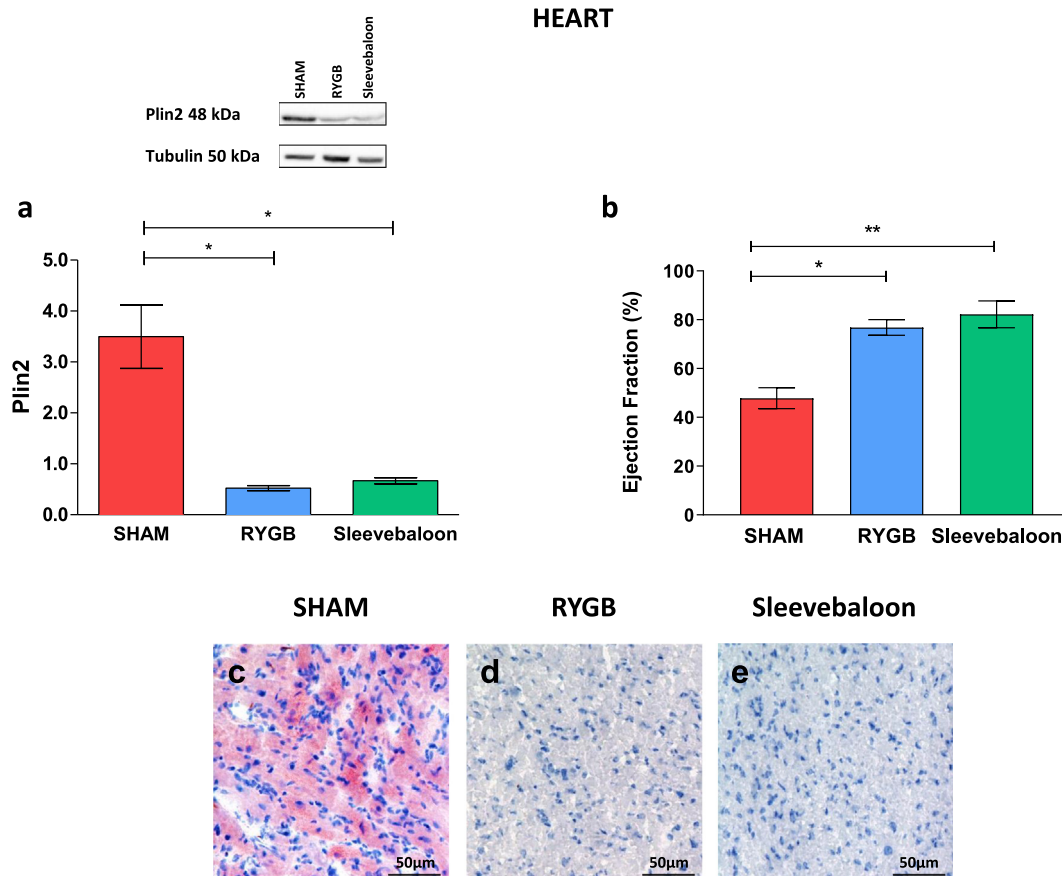 HEART
SHAM
RYGB
Sleevebaloon
Plin2 48 kDa
Tubulin 50 kDa
a
*
*
5.0
4.0
3.0
2.0
1.0
0.0
Plin2
SHAM
RYGB
Sleevebaloon
b
**
*
100
80
60
40
20
0
Ejection Fraction (%)
SHAM
RYGB
Sleevebaloon
SHAM
RYGB
Sleevebaloon
c
50µm
d
50µm
e
50µm